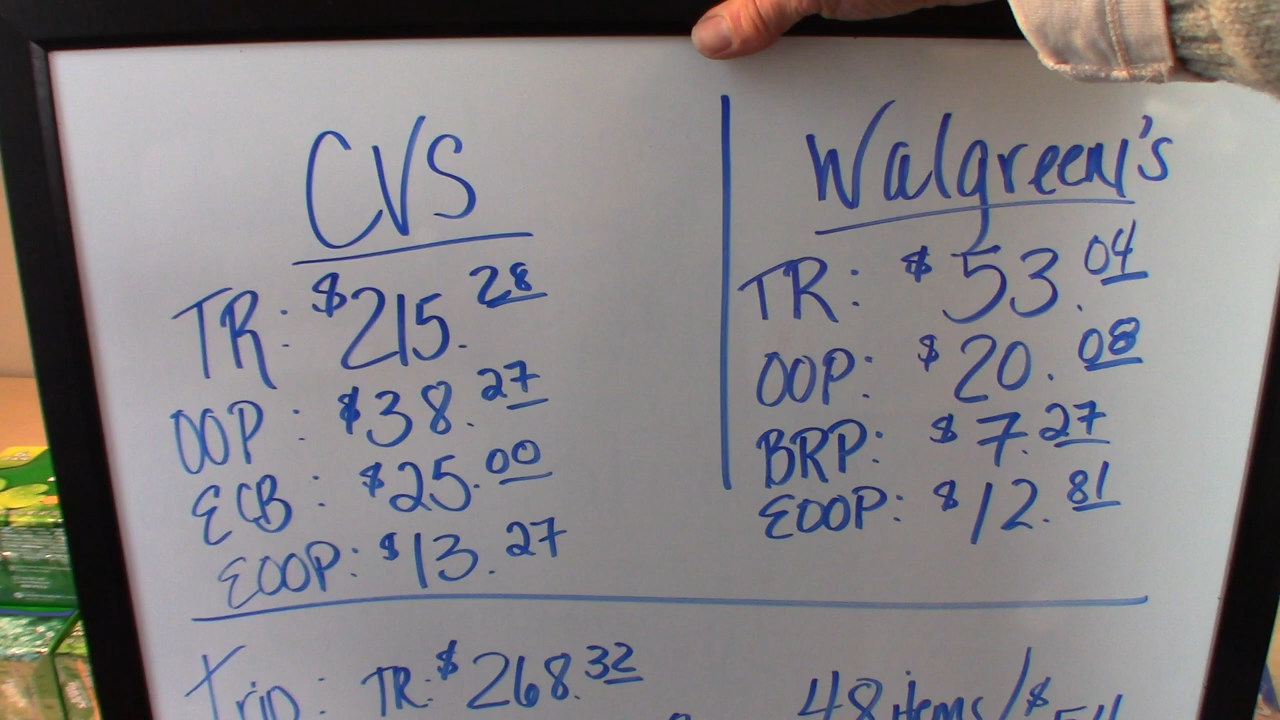 CVS
TR: $215.28
OOP: $38.27
ECB: $25.00
EOOP: $13.27
Walgreen's
TR: $53.04
OOP: $20.08
BRP: $7.27
EOOP: $12.81
Trip: TR: $268.32
48 items/$